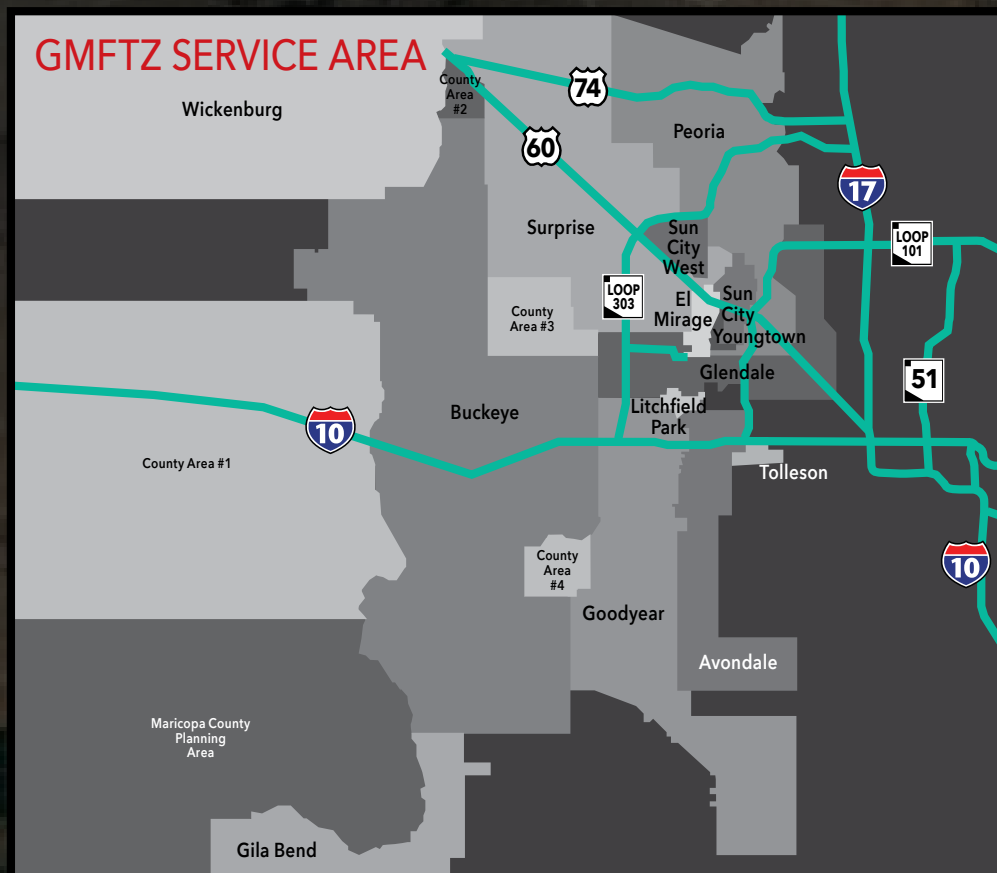 GMFTZ SERVICE AREA
Wickenburg
County
Area
#2
74
60
Peoria
17
LOOP
101
Surprise
Sun
City
West
LOOP
303
County
Area #3
El
Mirage
Sun
City
Youngtown
Glendale
51
Buckeye
Litchfield
Park
10
County Area #1
Tolleson
County
Area
#4
10
Goodyear
Avondale
Maricopa County
Planning
Area
Gila Bend